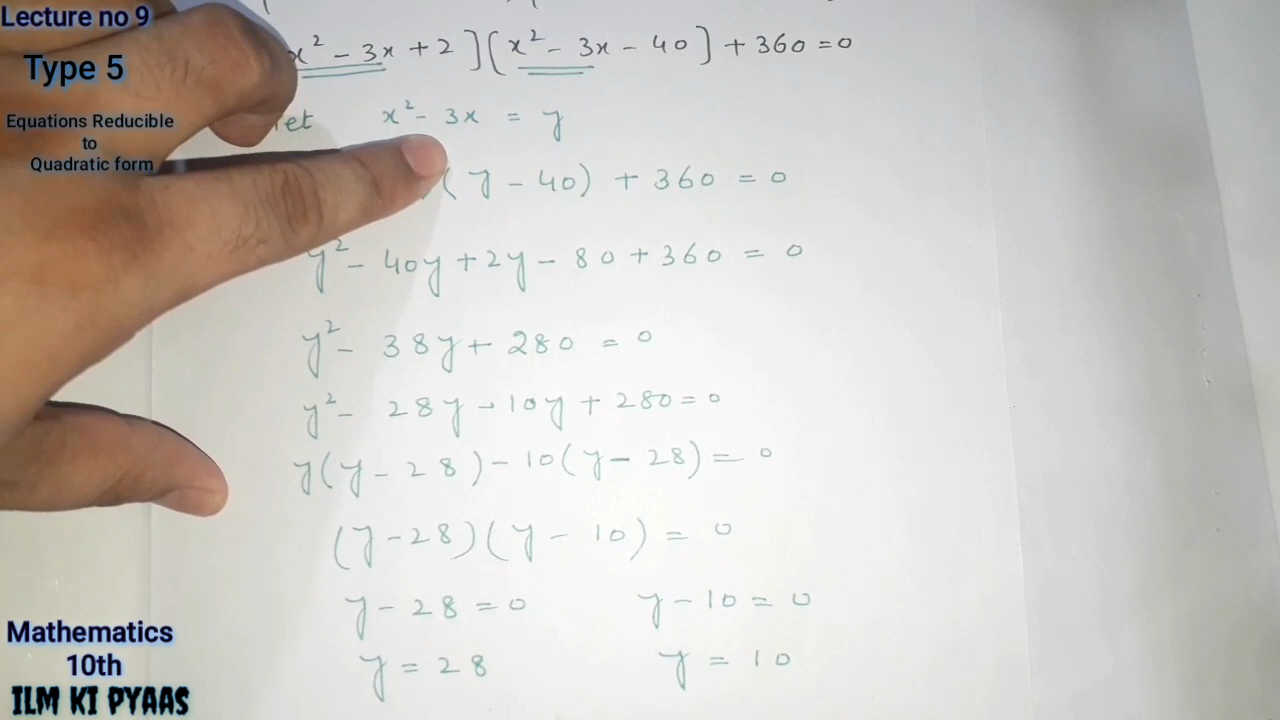 Lecture no 9
Type 5
Equations Reducible
to
Quadratic form
x² - 3x + 2][x² - 3x - 40] + 360 = 0
x² - 3x = y
(y - 40) + 360 = 0
y² - 40y + 2y - 80 + 360 = 0
y² - 38y + 280 = 0
y² - 28y - 10y + 280 = 0
y(y - 28) - 10(y - 28) = 0
(y - 28)(y - 10) = 0
y - 28 = 0 y - 10 = 0
y = 28 y = 10
Mathematics
10th
ILM KI PYAAS